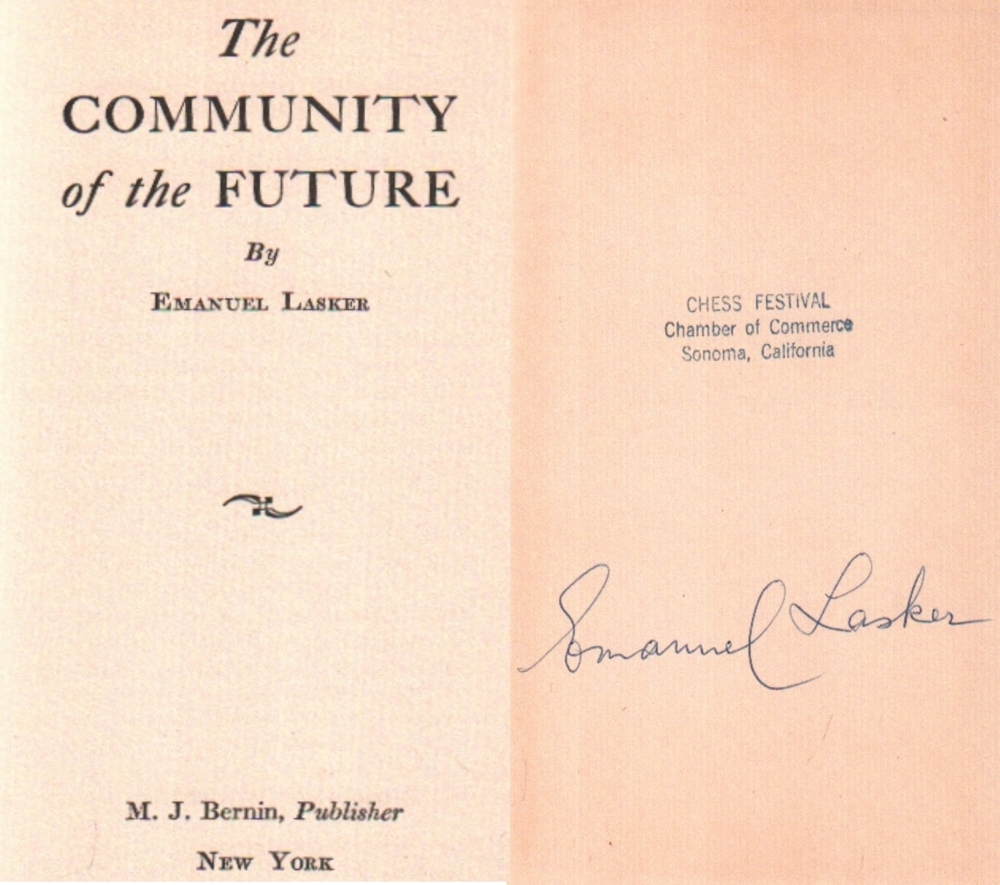 The
COMMUNITY
of the FUTURE
By
EMANUEL LASKER
M. J. Bernin, Publisher
NEW YORK
CHESS FESTIVAL
Chamber of Commerce
Sonoma, California
Emanuel Lasker